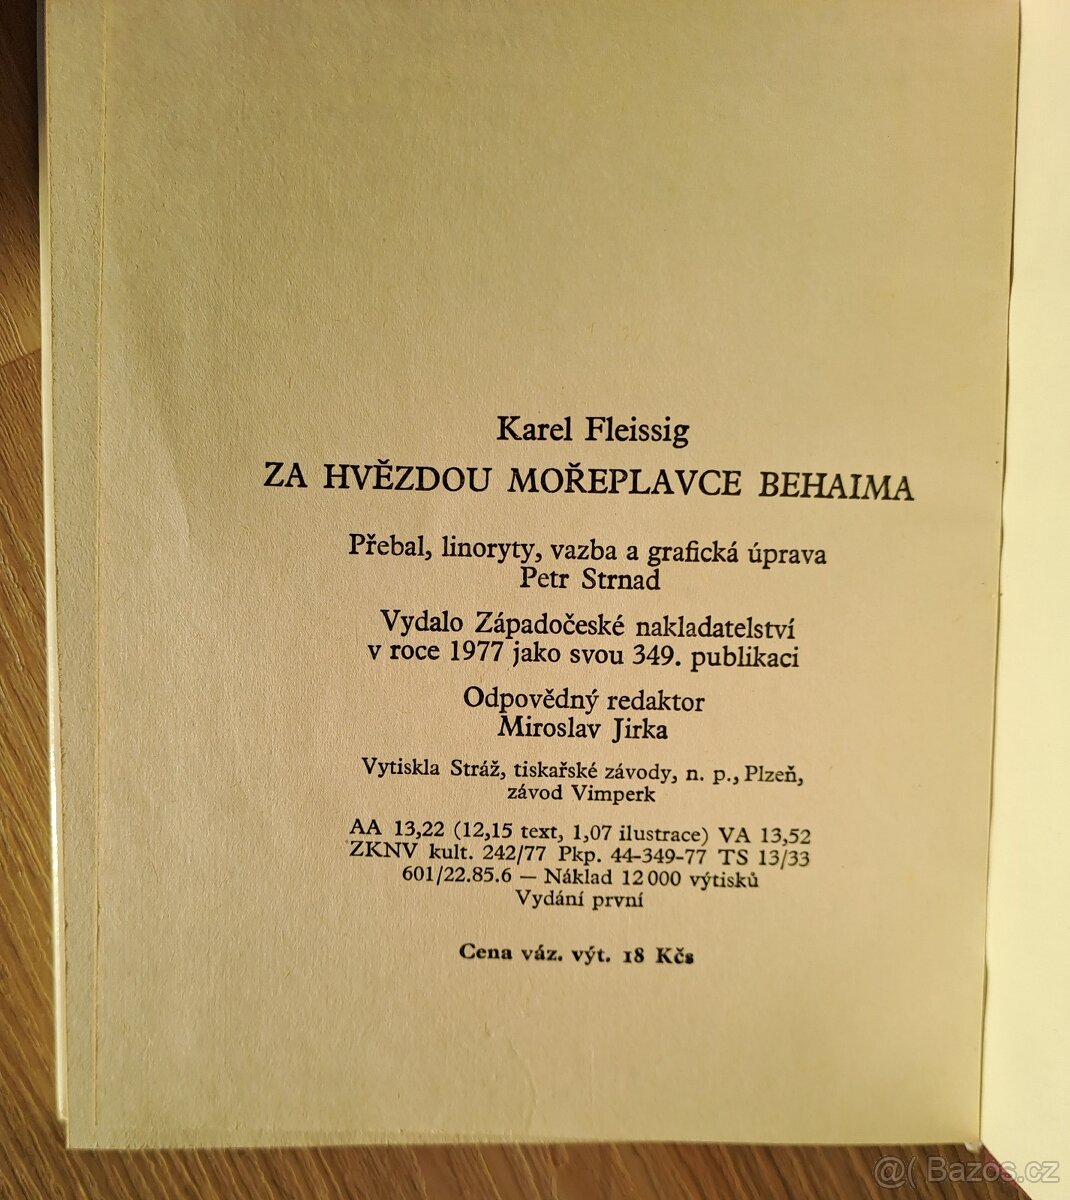 Karel Fleissig
ZA HVĚZDOU MOŘEPLAVCE BEHAIMA
Přebal, linoryty, vazba a grafická úprava
Petr Strnad
Vydalo Západočeské nakladatelství
v roce 1977 jako svou 349. publikaci
Odpovědný redaktor
Miroslav Jirka
Vytiskla Stráž, tiskařské závody, n. p., Plzeň,
závod Vimperk
AA 13,22 (12,15 text, 1,07 ilustrace) VA 13,52
ZKNV kult. 242/77 Pkp. 44-349-77 TS 13/33
601/22.85.6 — Náklad 12 000 výtisků
Vydání první
Cena váz. výt. 18 Kčs
@( Bazos.cz